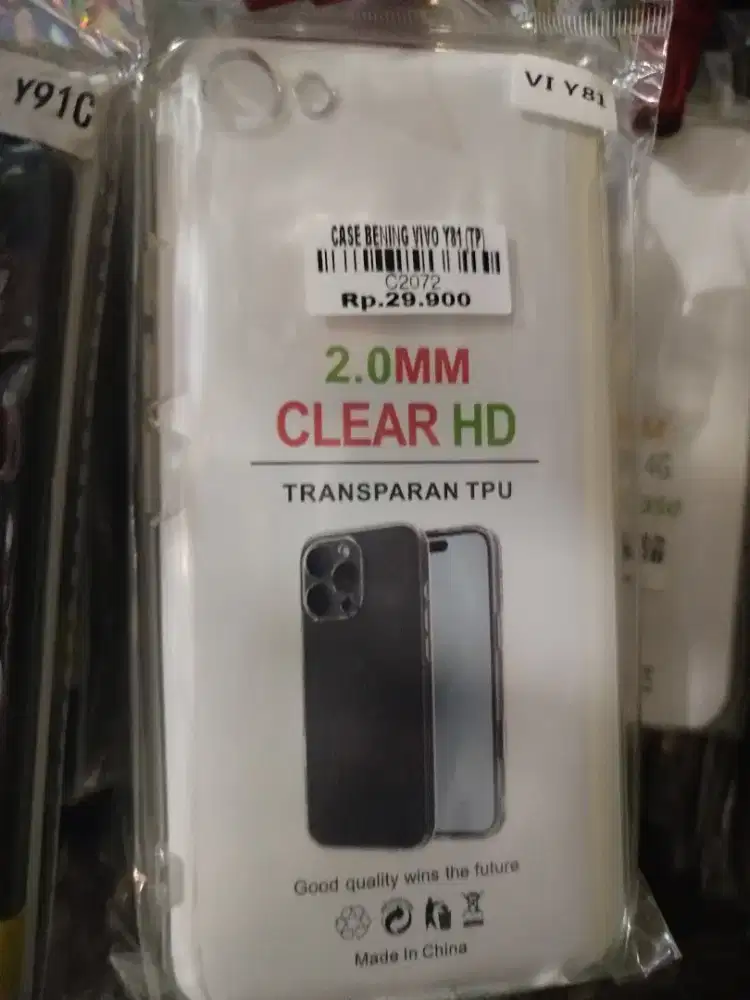 Y91C
VI Y81
CASE BENING VIVO Y81 (TP)
C2072
Rp.29.900
2.0MM
CLEAR HD
TRANSPARAN TPU
4G
Good quality wins the future
Made in China